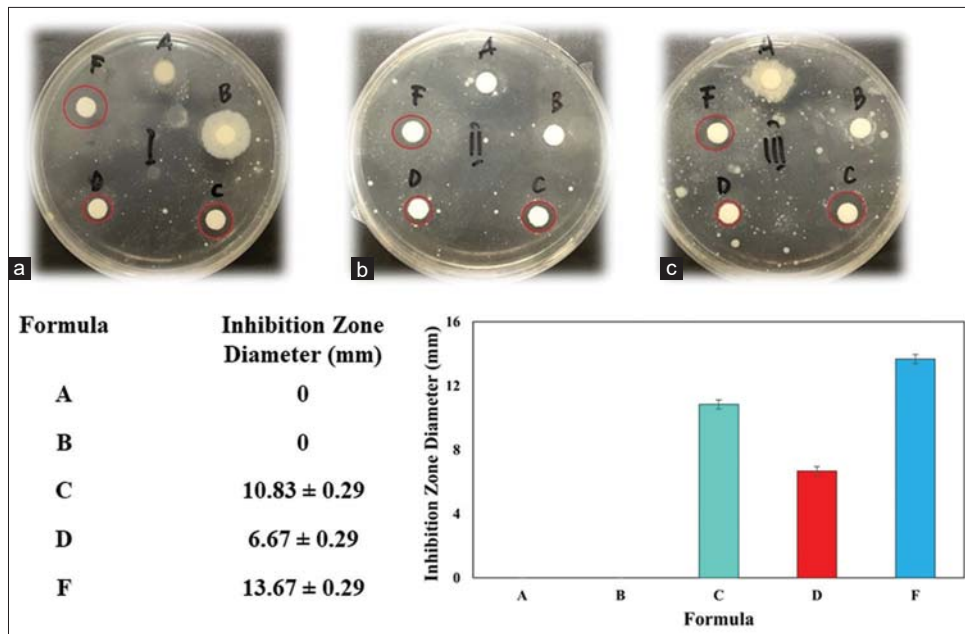 A
F
B
I
D
C
a
A
F
B
II
D
C
b
A
F
B
III
D
C
c
Formula
Inhibition Zone
Diameter (mm)
A
0
B
0
C
10.83 ± 0.29
D
6.67 ± 0.29
F
13.67 ± 0.29
Inhibition Zone Diameter (mm)
16
12
8
4
0
A
B
C
D
F
Formula